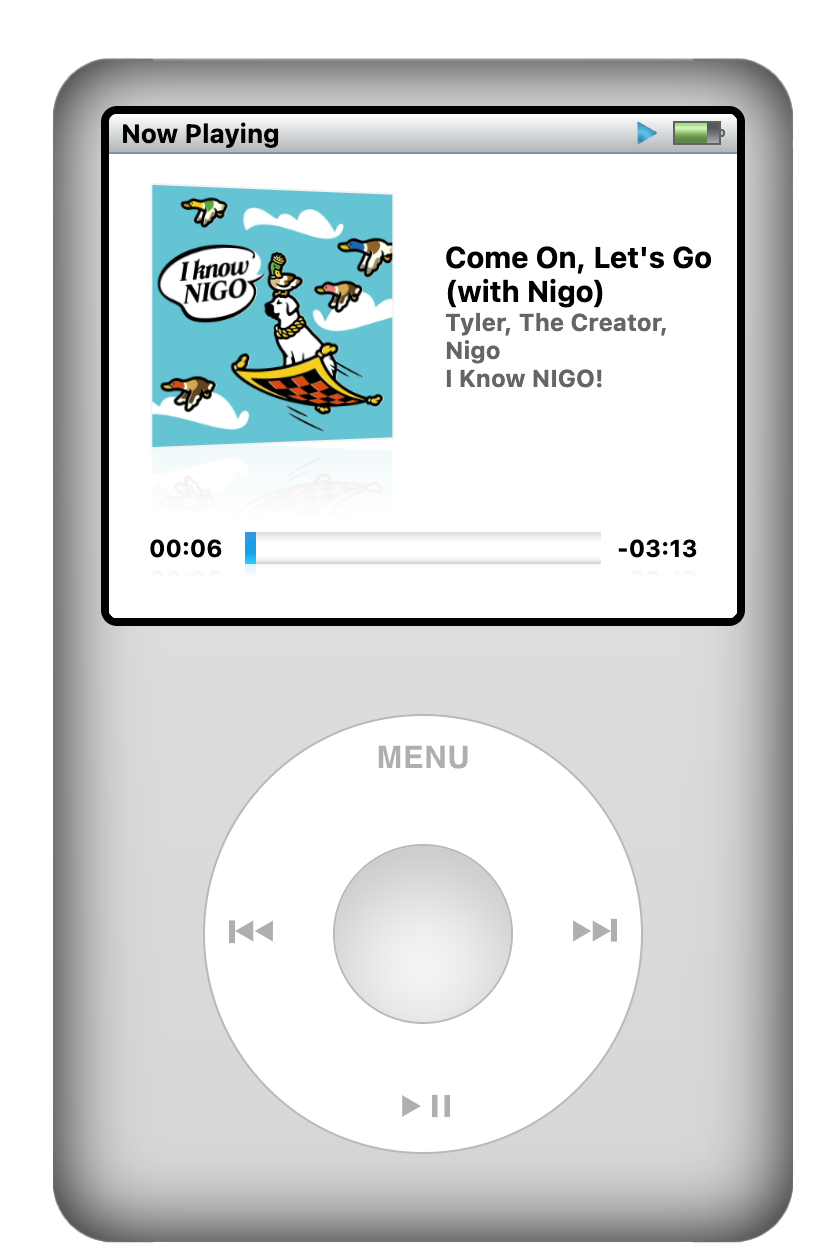 Now Playing
I know
NIGO
Come On, Let's Go
(with Nigo)
Tyler, The Creator,
Nigo
I Know NIGO!
00:06
-03:13
MENU